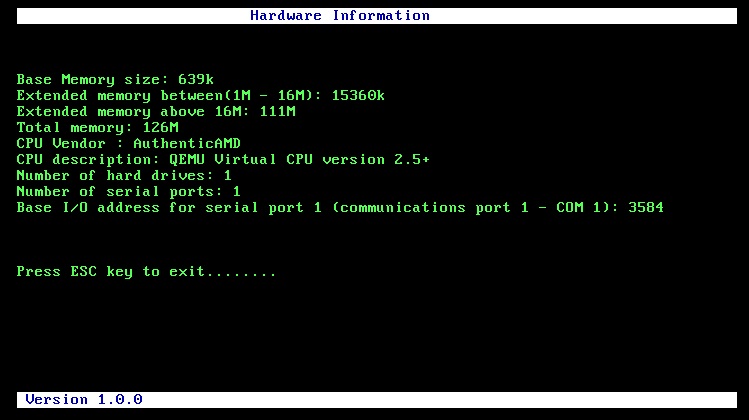 Hardware Information
Base Memory size: 639k
Extended memory between(1M - 16M): 15360k
Extended memory above 16M: 111M
Total memory: 126M
CPU Vendor : AuthenticAMD
CPU description: QEMU Virtual CPU version 2.5+
Number of hard drives: 1
Number of serial ports: 1
Base I/O address for serial port 1 (communications port 1 - COM 1): 3584
Press ESC key to exit........
Version 1.0.0